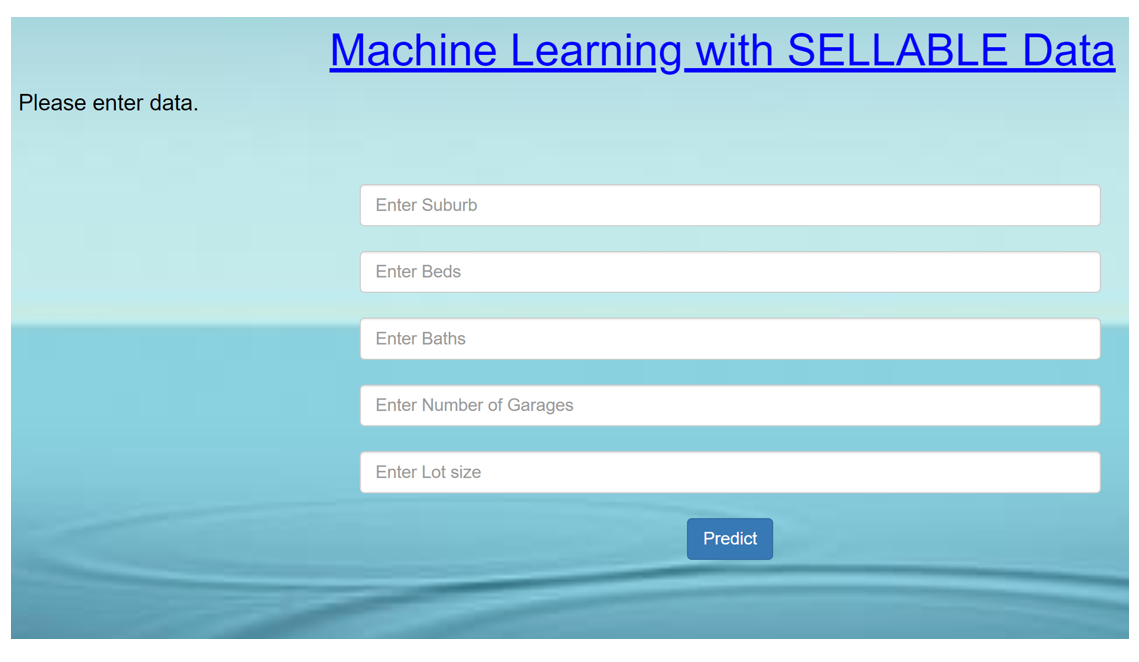 Machine Learning with SELLABLE Data
Please enter data.
Enter Suburb
Enter Beds
Enter Baths
Enter Number of Garages
Enter Lot size
Predict